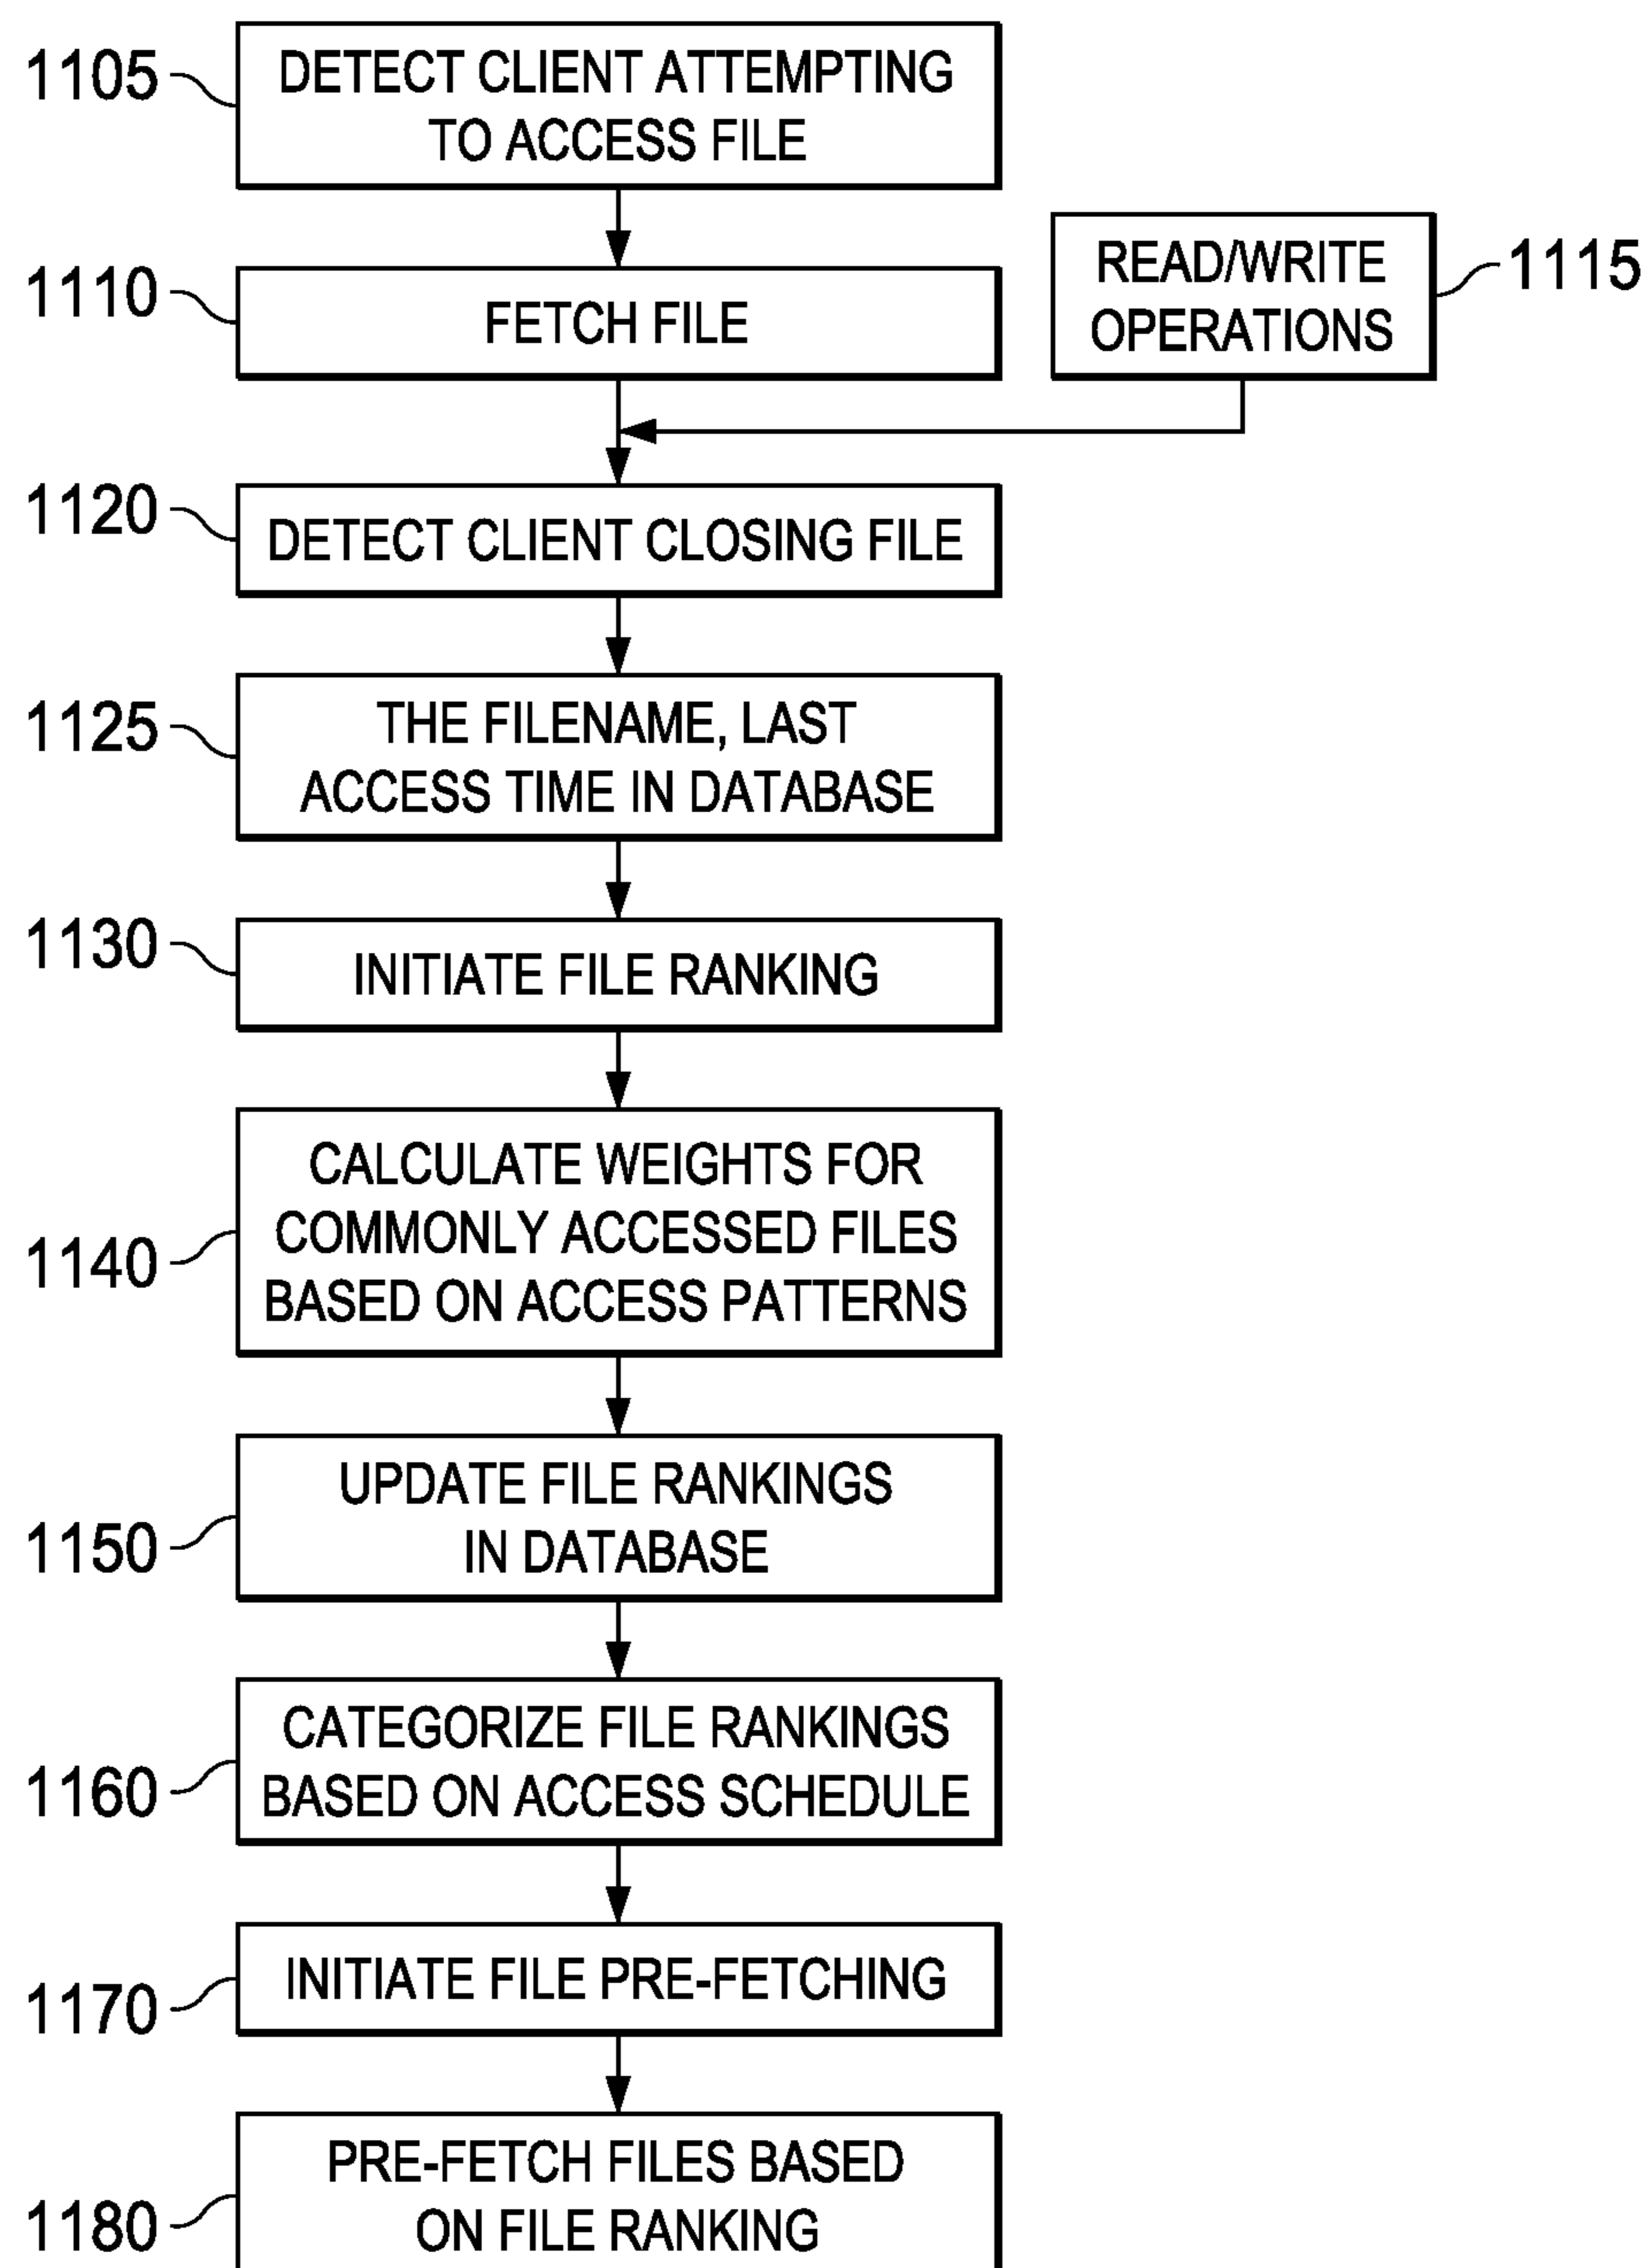 1105
DETECT CLIENT ATTEMPTING
TO ACCESS FILE
1110
FETCH FILE
READ/WRITE
OPERATIONS
1115
1120
DETECT CLIENT CLOSING FILE
1125
THE FILENAME, LAST
ACCESS TIME IN DATABASE
1130
INITIATE FILE RANKING
1140
CALCULATE WEIGHTS FOR
COMMONLY ACCESSED FILES
BASED ON ACCESS PATTERNS
1150
UPDATE FILE RANKINGS
IN DATABASE
1160
CATEGORIZE FILE RANKINGS
BASED ON ACCESS SCHEDULE
1170
INITIATE FILE PRE-FETCHING
1180
PRE-FETCH FILES BASED
ON FILE RANKING